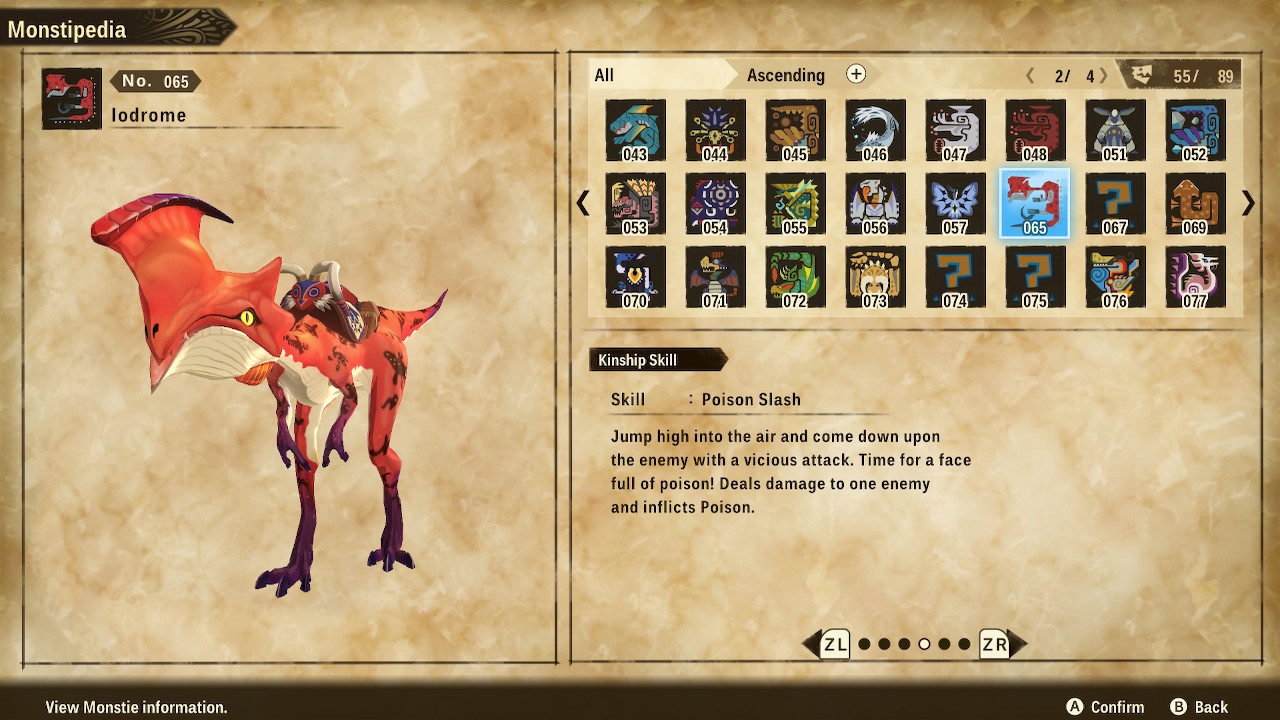 Monstipedia
No. 065
Iodrome
All
Ascending
2/ 4
55/ 89
043 044 045 046 047 048 051 052
053 054 055 056 057 065 067 069
070 071 072 073 074 075 076 077
Kinship Skill
Skill : Poison Slash
Jump high into the air and come down upon
the enemy with a vicious attack. Time for a face
full of poison! Deals damage to one enemy
and inflicts Poison.
ZL ZR
View Monstie information.
A Confirm B Back